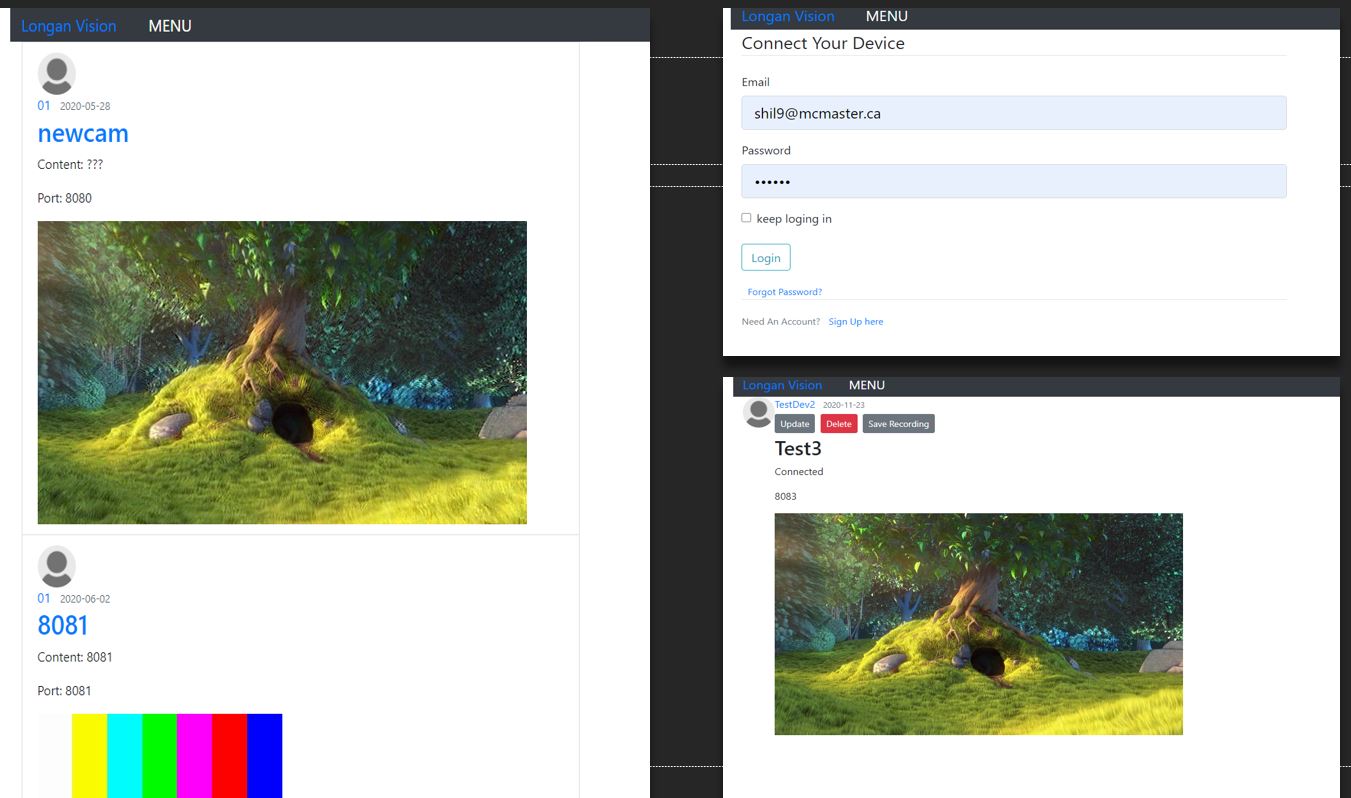 Longan Vision MENU
01 2020-05-28
newcam
Content: ???
Port: 8080
01 2020-06-02
8081
Content: 8081
Port: 8081
Longan Vision MENU
Connect Your Device
Email
shil9@mcmaster.ca
Password
••••••
keep loging in
Login
Forgot Password?
Need An Account? Sign Up here
Longan Vision MENU
TestDev2 2020-11-23
Update Delete Save Recording
Test3
Connected
8083